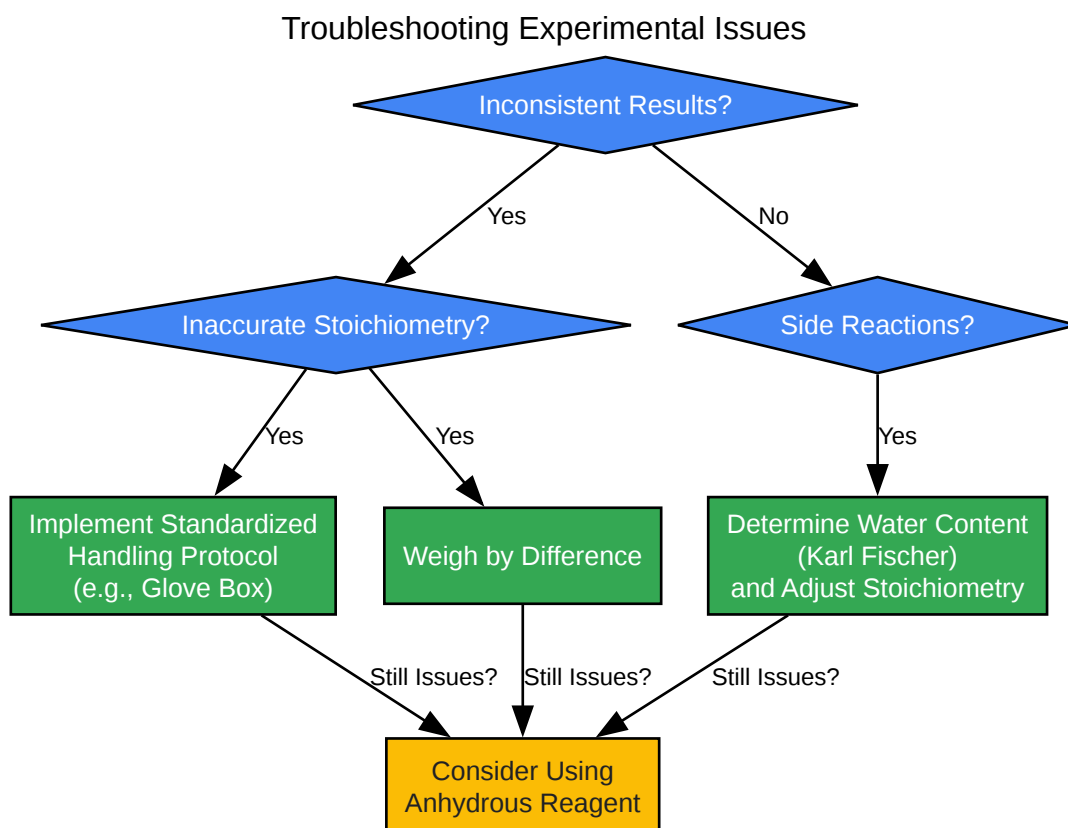 Troubleshooting Experimental Issues
Inconsistent Results?
Yes
No
Inaccurate Stoichiometry?
Side Reactions?
Yes
Yes
Yes
Implement Standardized
Handling Protocol
(e.g., Glove Box)
Weigh by Difference
Determine Water Content
(Karl Fischer)
and Adjust Stoichiometry
Still Issues?
Still Issues?
Still Issues?
Consider Using
Anhydrous Reagent